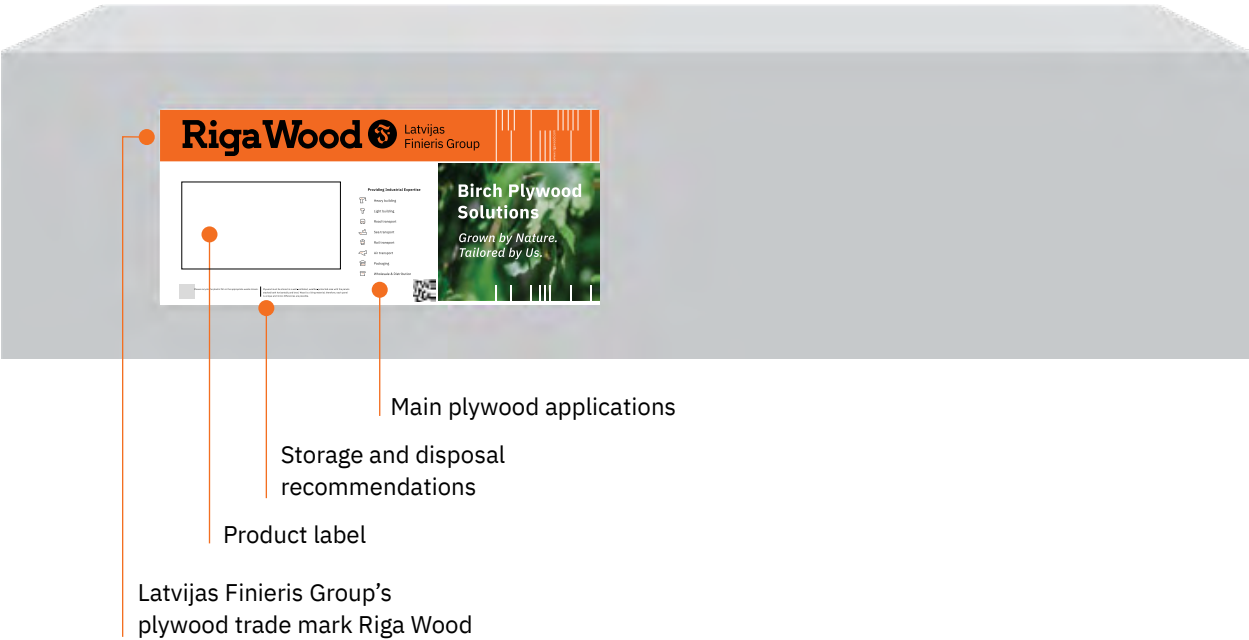 RigaWood
Latvijas
Finieris Group
Providing Industrial Expertise
Heavy building
Light building
Road transport
Sea transport
Rail transport
Air transport
Packaging
Wholesale & Distribution
Birch Plywood
Solutions
Grown by Nature.
Tailored by Us.
Main plywood applications
Storage and disposal
recommendations
Product label
Latvijas Finieris Group’s
plywood trade mark Riga Wood